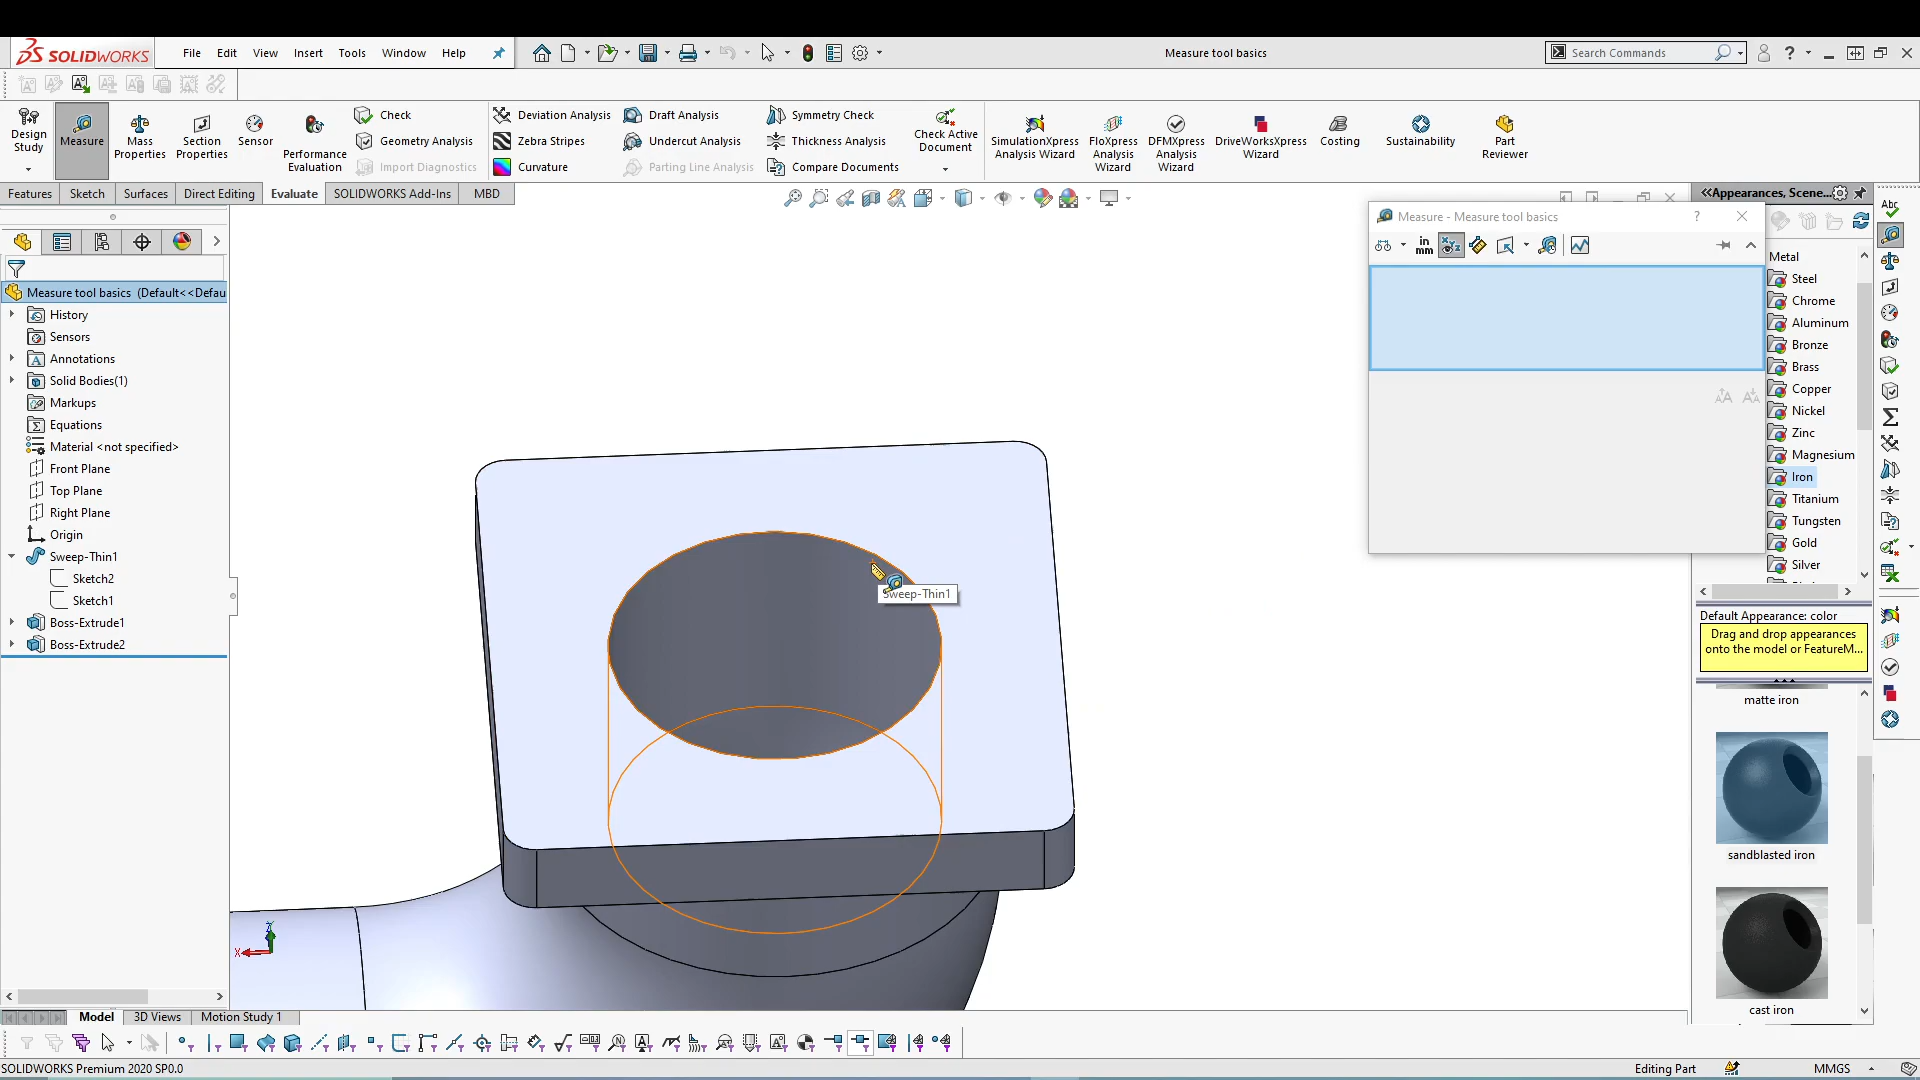 SOLIDWORKS
File Edit View Insert Tools Window Help
Measure tool basics
Search Commands
Design Study
Measure
Mass Properties
Section Properties
Sensor
Performance Evaluation
Check
Geometry Analysis
Import Diagnostics
Deviation Analysis
Zebra Stripes
Curvature
Draft Analysis
Undercut Analysis
Parting Line Analysis
Symmetry Check
Thickness Analysis
Compare Documents
Check Active Document
SimulationXpress Analysis Wizard
FloXpress Analysis Wizard
DFMXpress Analysis Wizard
DriveWorksXpress Wizard
Costing
Sustainability
Part Reviewer
Features Sketch Surfaces Direct Editing Evaluate SOLIDWORKS Add-Ins MBD
Measure tool basics (Default<<Defau
History
Sensors
Annotations
Solid Bodies(1)
Markups
Equations
Material <not specified>
Front Plane
Top Plane
Right Plane
Origin
Sweep-Thin1
Sketch2
Sketch1
Boss-Extrude1
Boss-Extrude2
Sweep-Thin1
X
Measure - Measure tool basics
in
mm
<<Appearances, Scene...
Metal
Steel
Chrome
Aluminum
Bronze
Brass
Copper
Nickel
Zinc
Magnesium
Iron
Titanium
Tungsten
Gold
Silver
Default Appearance: color
Drag and drop appearances
onto the model or FeatureM...
matte iron
sandblasted iron
cast iron
Model 3D Views Motion Study 1
SOLIDWORKS Premium 2020 SP0.0
Editing Part
MMGS